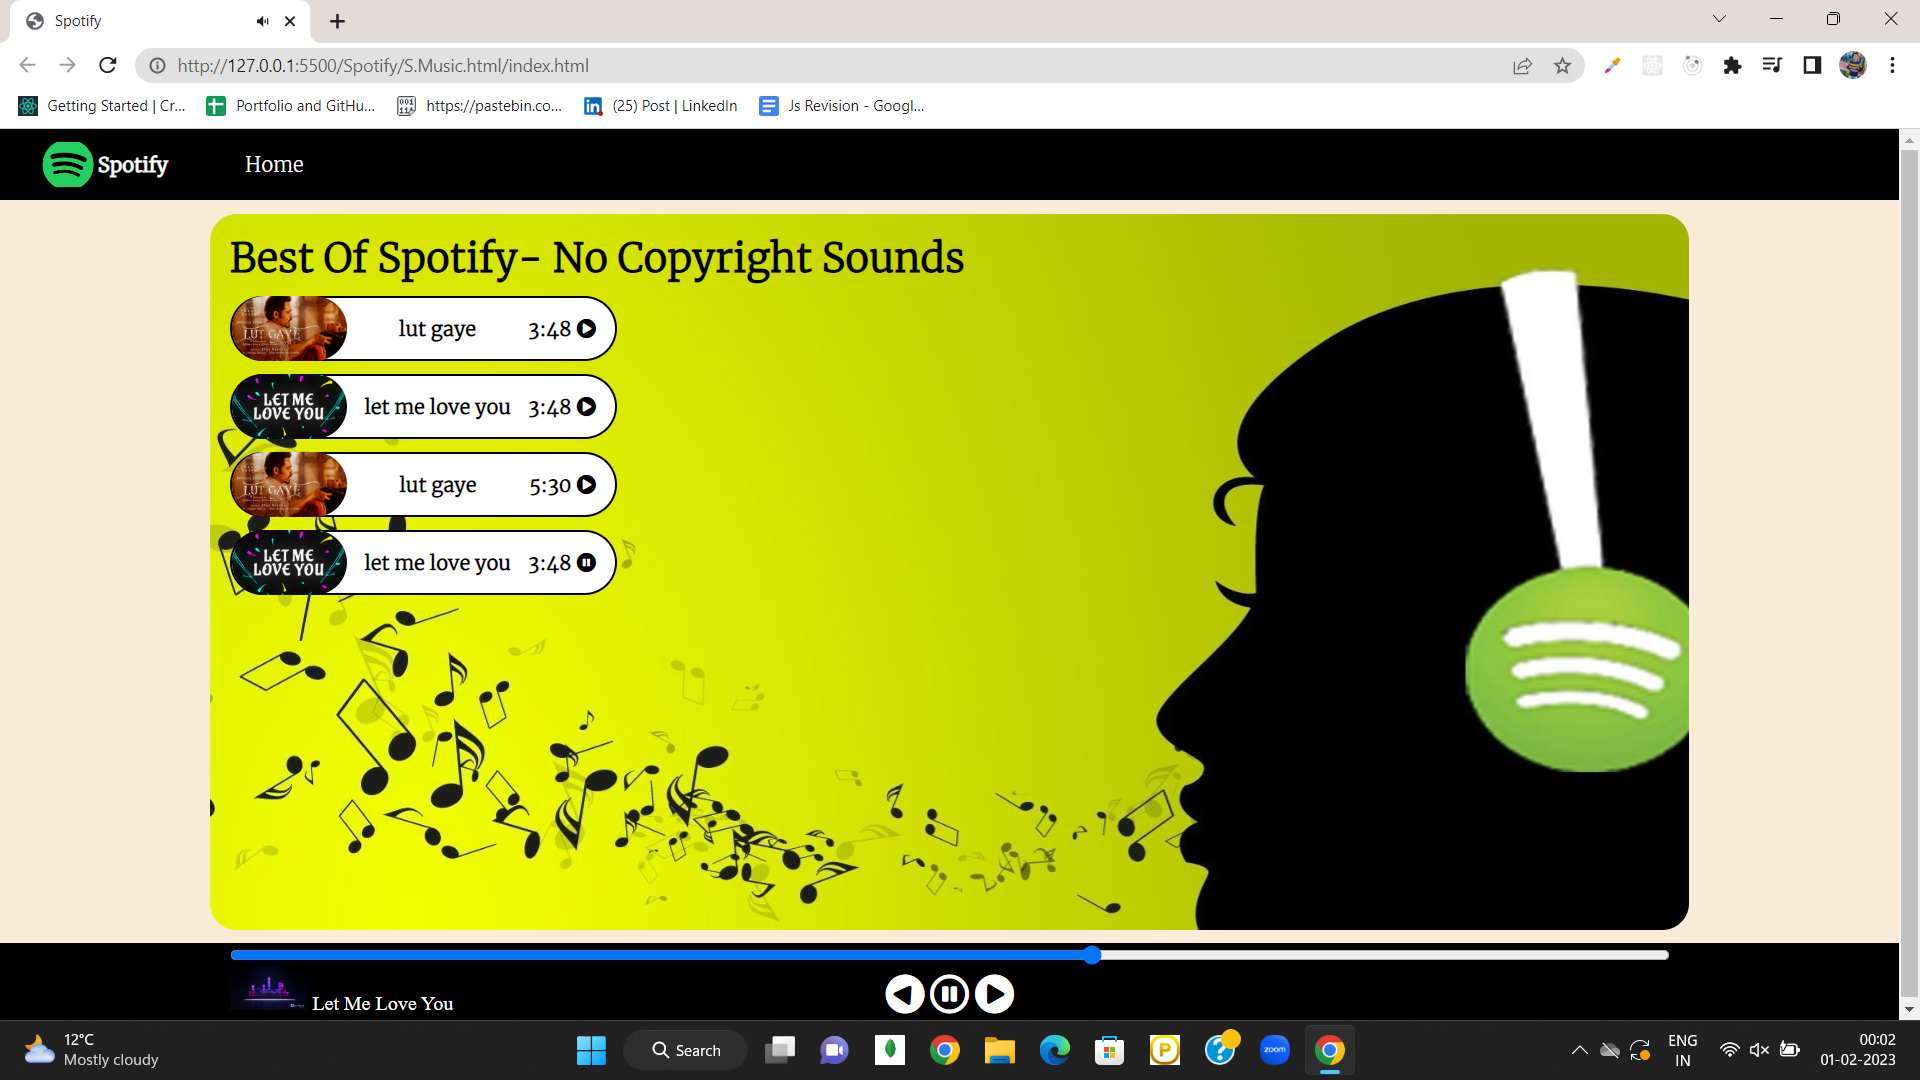 Spotify
http://127.0.0.1:5500/Spotify/S.Music.html/index.html
Getting Started | Cr...
Portfolio and GitHu...
https://pastebin.co...
(25) Post | LinkedIn
Js Revision - Googl...
Spotify
Home
Best Of Spotify- No Copyright Sounds
LUT GAYE
lut gaye
3:48
LET ME
LOVE YOU
let me love you
3:48
LUT GAYE
lut gaye
5:30
LET ME
LOVE YOU
let me love you
3:48
Let Me Love You
12°C
Mostly cloudy
Search
zoom
ENG
IN
00:02
01-02-2023